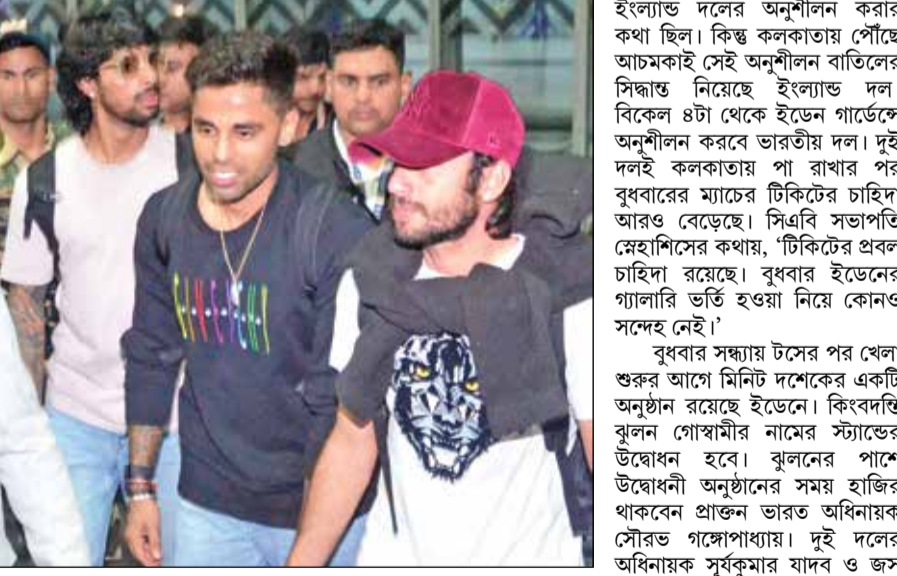 ইংল্যান্ড দলের অনুশীলন করার
কথা ছিল। কিন্তু কলকাতায় পৌঁছে
আচমকাই সেই অনুশীলন বাতিলের
সিদ্ধান্ত নিয়েছে ইংল্যান্ড দল
বিকেল ৪টা থেকে ইডেন গার্ডেন্সে
অনুশীলন করবে ভারতীয় দল। দুই
দলই কলকাতায় পা রাখার পর
বুধবারের ম্যাচের টিকিটের চাহিদা
আরও বেড়েছে। সিএবি সভাপতি
স্নেহাশিসের কথায়, ‘টিকিটের প্রবল
চাহিদা রয়েছে। বুধবার ইডেনের
গ্যালারি ভর্তি হওয়া নিয়ে কোনও
সন্দেহ নেই।’
বুধবার সন্ধ্যায় টসের পর খেলা
শুরুর আগে মিনিট দশেকের একটি
অনুষ্ঠান রয়েছে ইডেনে। কিংবদন্তি
ঝুলন গোস্বামীর নামের স্ট্যান্ডের
উদ্বোধন হবে। ঝুলনের পাশে
উদ্বোধনী অনুষ্ঠানের সময় হাজির
থাকবেন প্রাক্তন ভারত অধিনায়ক
সৌরভ গঙ্গোপাধ্যায়। দুই দলের
অধিনায়ক সূর্যকুমার যাদব ও জস